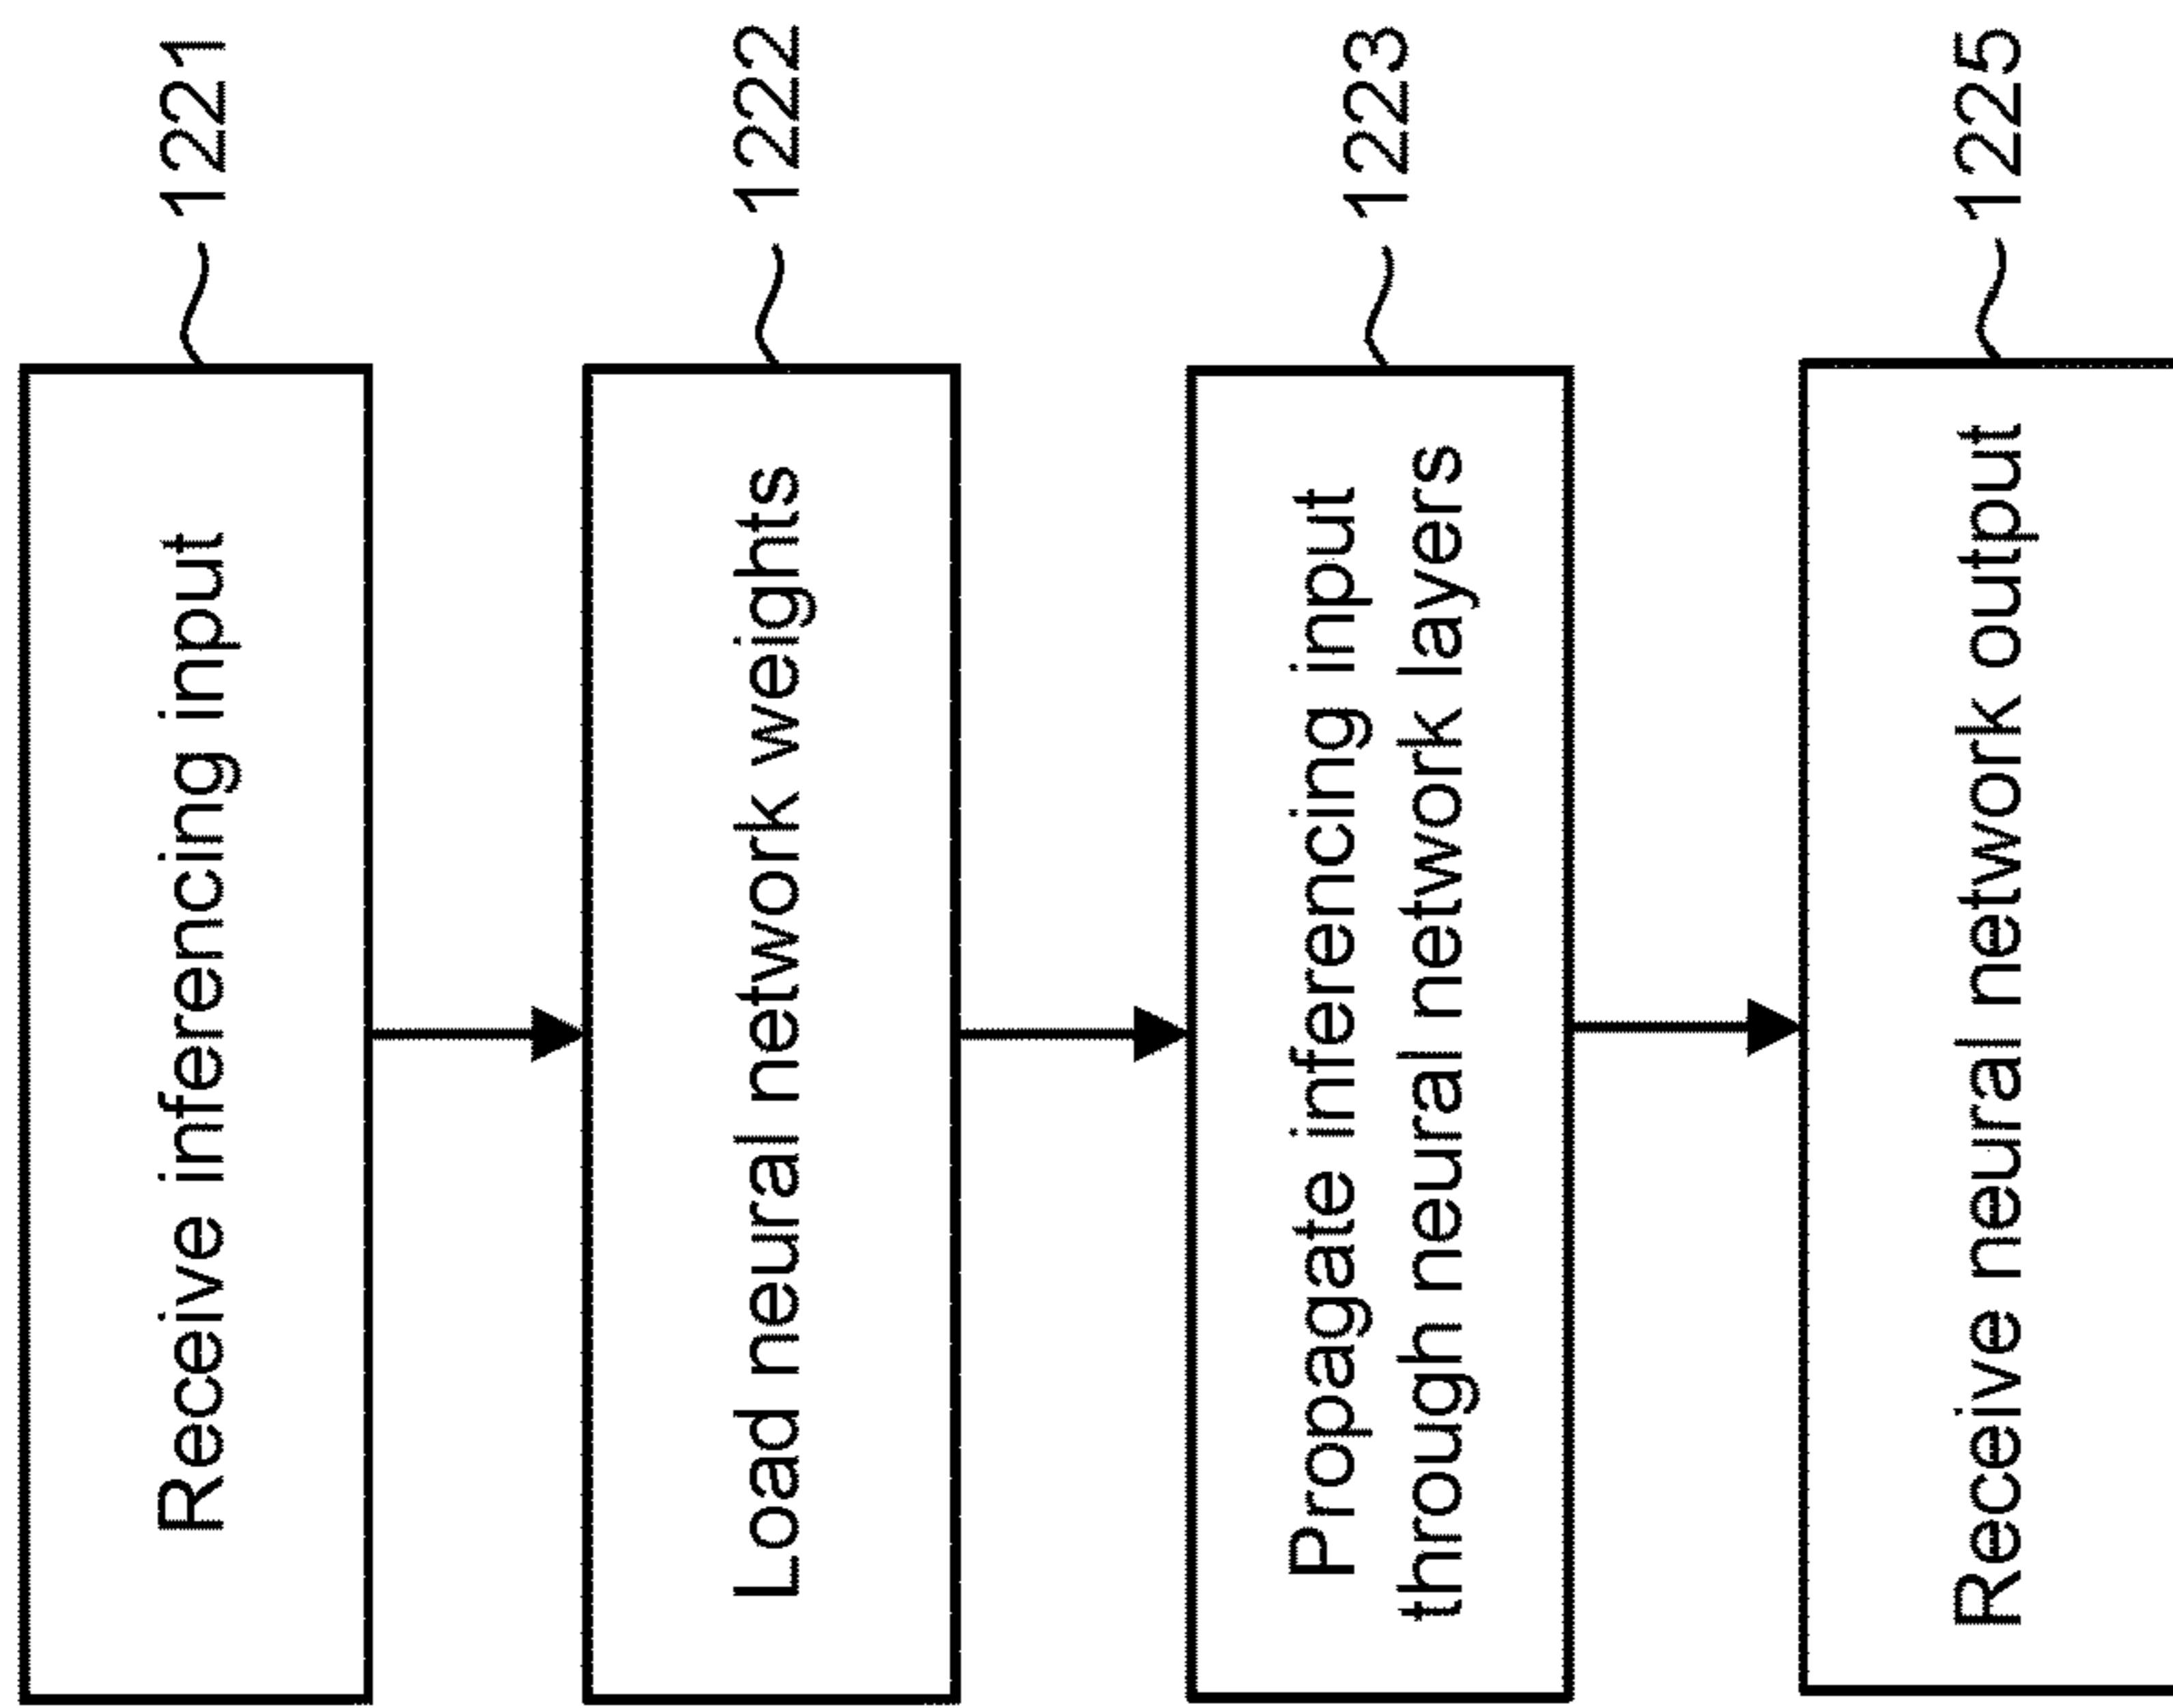 Receive inferencing input
1221
Load neural network weights
1222
Propagate inferencing input
through neural network layers
1223
Receive neural network output
1225